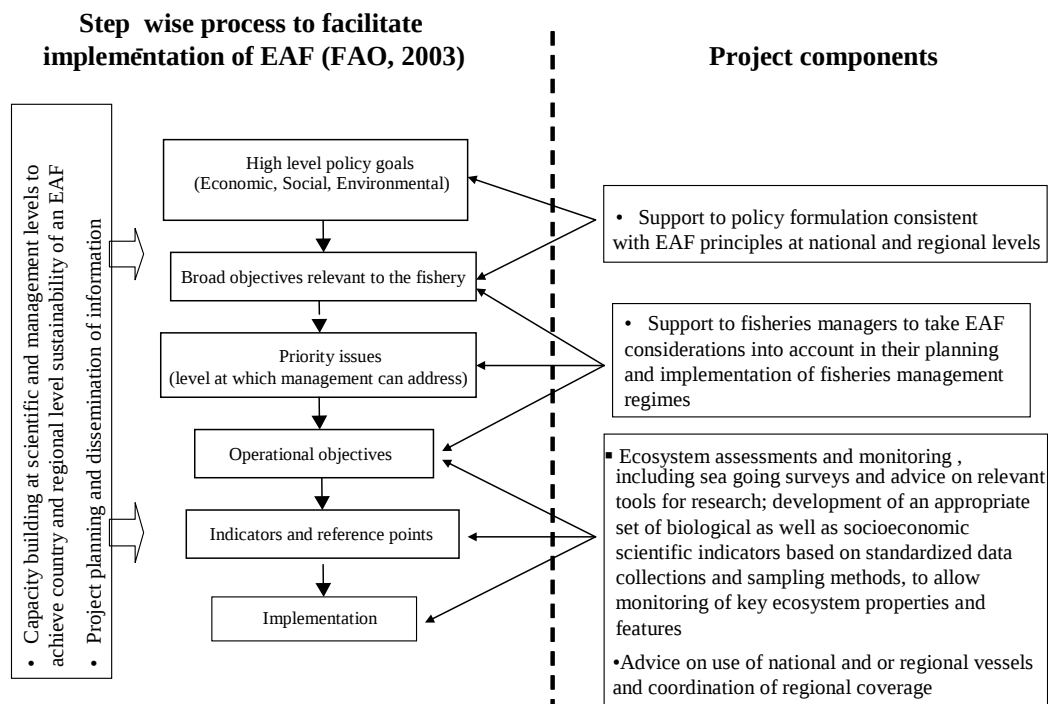 Step wise process to facilitate
implementation of EAF (FAO, 2003)
Project components
• Capacity building at scientific and management levels to
achieve country and regional level sustainability of an EAF
• Project planning and dissemination of information
High level policy goals
(Economic, Social, Environmental)
Broad objectives relevant to the fishery
Priority issues
(level at which management can address)
Operational objectives
Indicators and reference points
Implementation
• Support to policy formulation consistent
with EAF principles at national and regional levels
• Support to fisheries managers to take EAF
considerations into account in their planning
and implementation of fisheries management
regimes
▪ Ecosystem assessments and monitoring ,
including sea going surveys and advice on relevant
tools for research; development of an appropriate
set of biological as well as socioeconomic
scientific indicators based on standardized data
collections and sampling methods, to allow
monitoring of key ecosystem properties and
features
•Advice on use of national and or regional vessels
and coordination of regional coverage